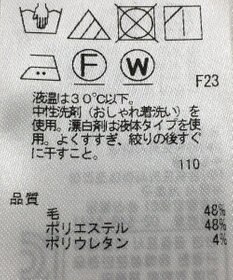 F
W
F23
液温は30℃以下。
中性洗剤（おしゃれ着洗い）を
使用。漂白剤は液体タイプを使
用。よくすすぎ、絞りの後すぐ
に干すこと。
110
品質
毛 48%
ポリエステル 48%
ポリウレタン 4%